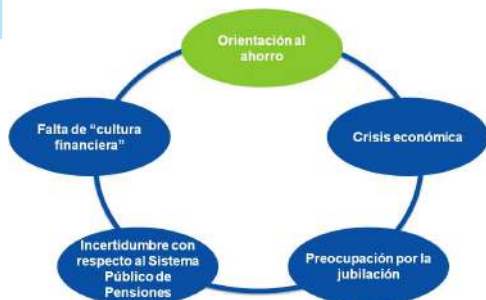 Orientación al
ahorro
Falta de “cultura
financiera”
Crisis económica
Incertidumbre con
respecto al Sistema
Público de
Pensiones
Preocupación por la
jubilación